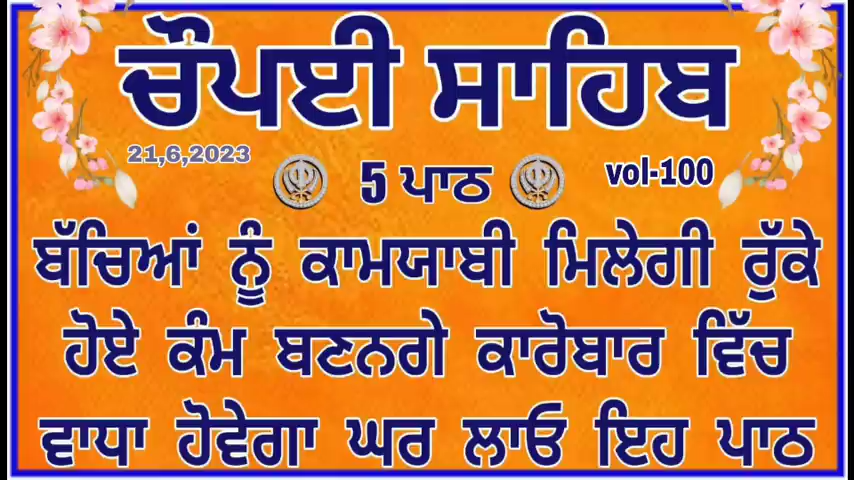 ਚੌਪਈ ਸਾਹਿਬ
21,6,2023
5 ਪਾਠ
vol-100
ਬੱਚਿਆਂ ਨੂੰ ਕਾਮਯਾਬੀ ਮਿਲੇਗੀ ਰੁੱਕੇ
ਹੋਏ ਕੰਮ ਬਣਨਗੇ ਕਾਰੋਬਾਰ ਵਿੱਚ
ਵਾਧਾ ਹੋਵੇਗਾ ਘਰ ਲਾਓ ਇਹ ਪਾਠ